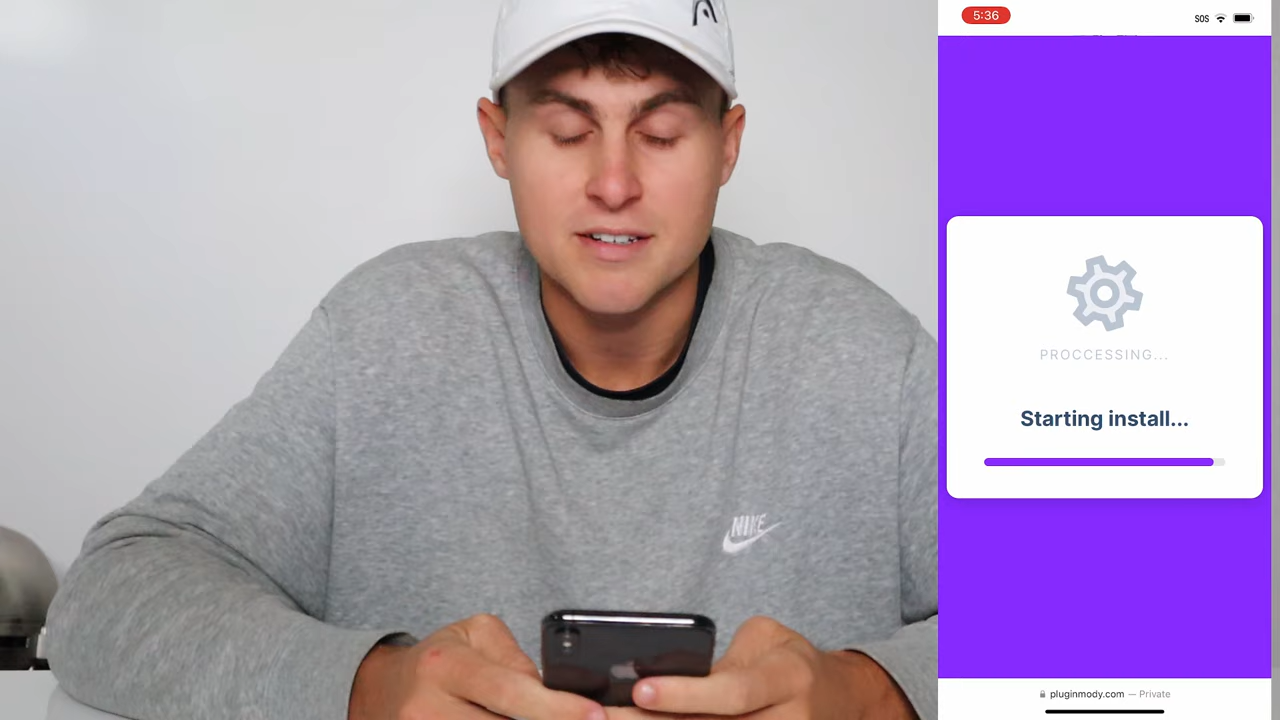 5:36
SOS
PROCCESSING...
Starting install...
NIKE
pluginmody.com — Private